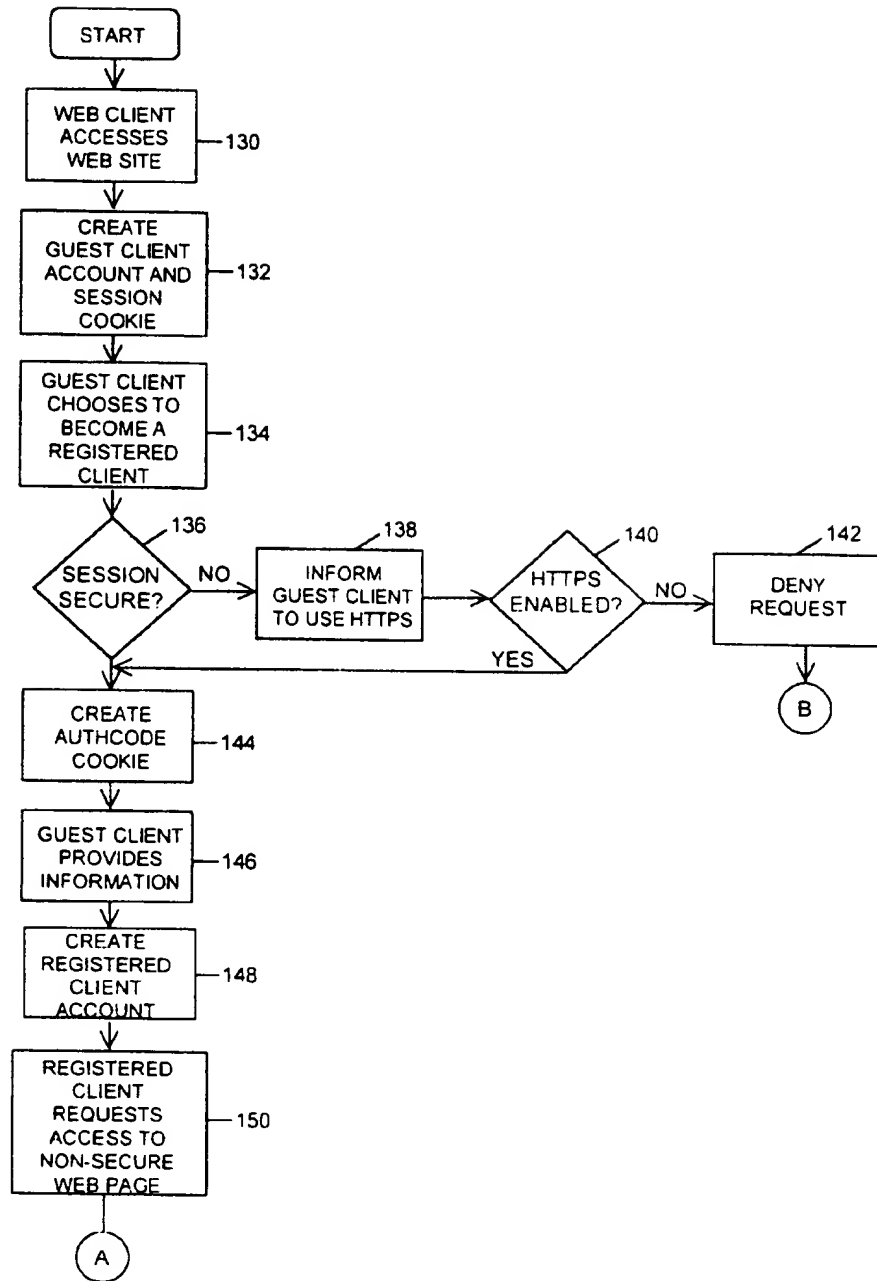 START
WEB CLIENT
ACCESSES
WEB SITE
130
CREATE
GUEST CLIENT
ACCOUNT AND
SESSION
COOKIE
132
GUEST CLIENT
CHOOSES TO
BECOME A
REGISTERED
CLIENT
134
136
SESSION
SECURE?
NO
138
INFORM
GUEST CLIENT
TO USE HTTPS
140
HTTPS
ENABLED?
NO
142
DENY
REQUEST
YES
B
CREATE
AUTHCODE
COOKIE
144
GUEST CLIENT
PROVIDES
INFORMATION
146
CREATE
REGISTERED
CLIENT
ACCOUNT
148
REGISTERED
CLIENT
REQUESTS
ACCESS TO
NON-SECURE
WEB PAGE
150
A